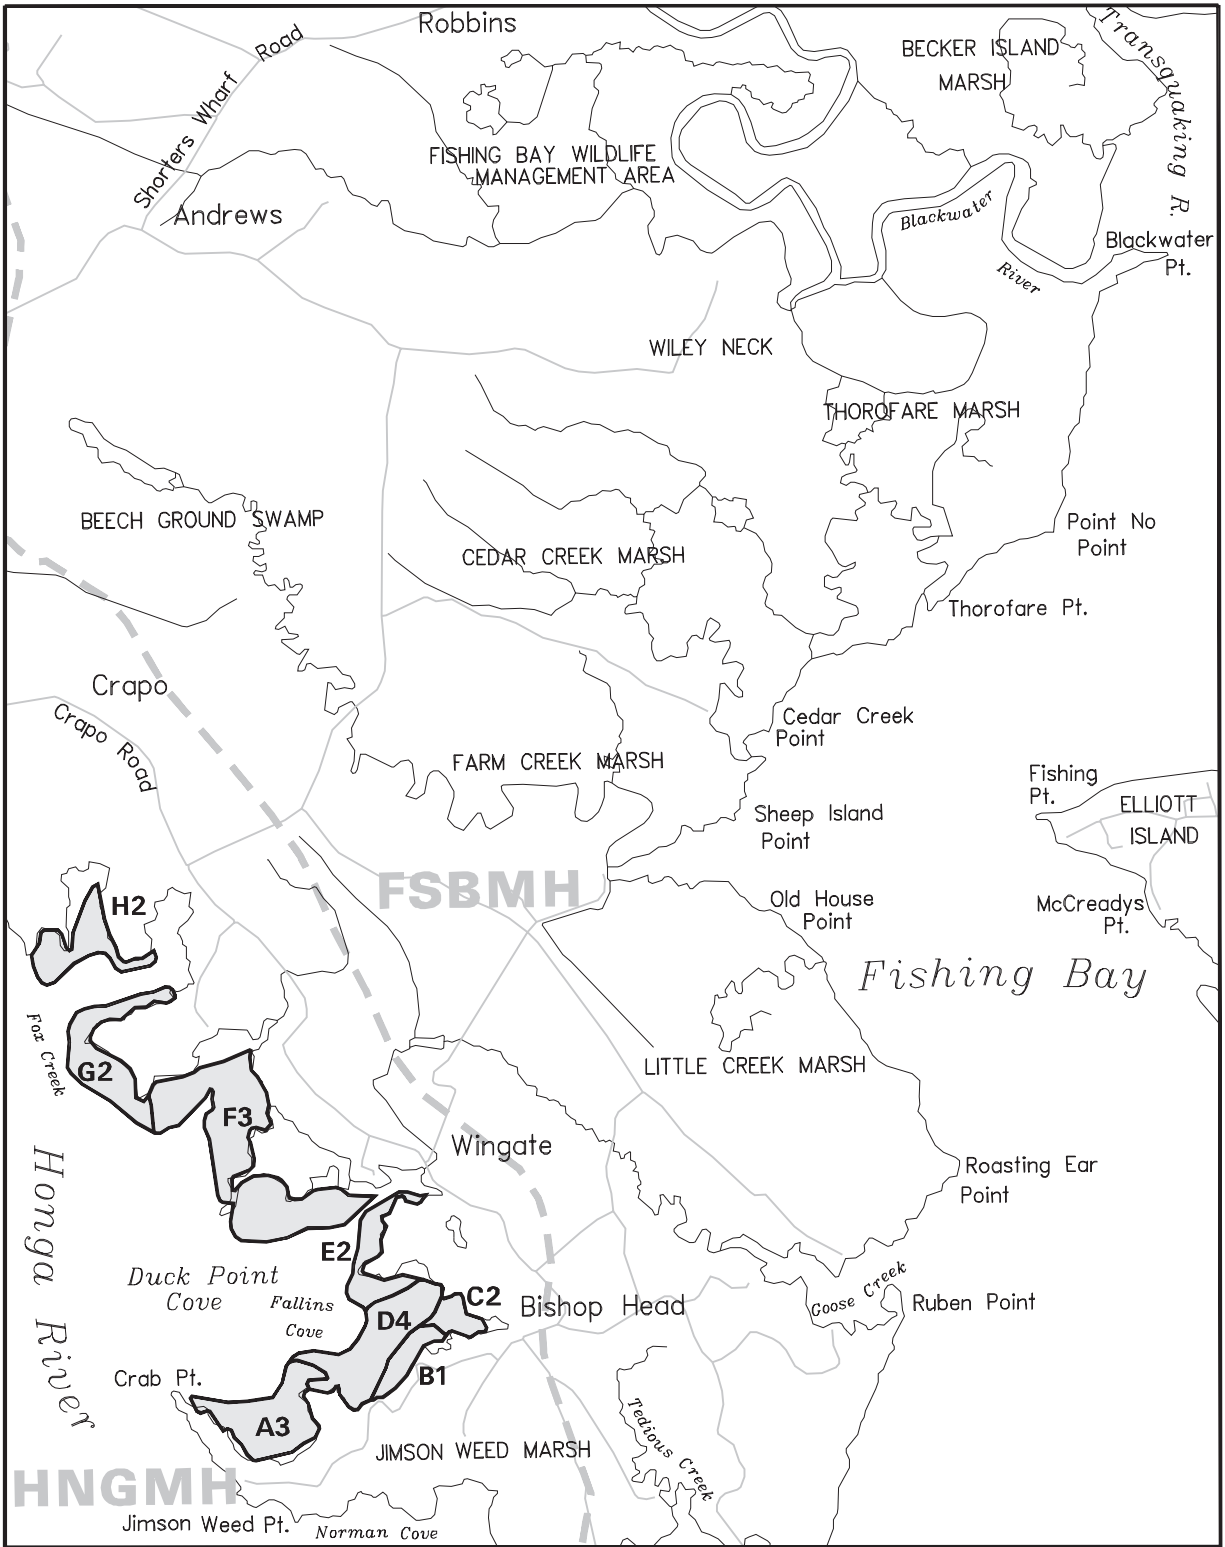 Robbins
BECKER ISLAND
MARSH
Transquaking R.
Shorters Wharf Road
FISHING BAY WILDLIFE
MANAGEMENT AREA
Andrews
Blackwater
River
Blackwater
Pt.
WILEY NECK
THOROFARE MARSH
BEECH GROUND SWAMP
CEDAR CREEK MARSH
Point No
Point
Thorofare Pt.
Crapo
Crapo Road
Cedar Creek
Point
FARM CREEK MARSH
Fishing
Pt.
ELLIOTT
ISLAND
Sheep Island
Point
FSBMH
H2
Old House
Point
McCreadys
Pt.
Fishing Bay
Fox Creek
G2
LITTLE CREEK MARSH
F3
Wingate
Roasting Ear
Point
Honga River
E2
Duck Point
Cove
Fallins
Cove
D4
C2
Bishop Head
Goose Creek
Ruben Point
Crab Pt.
B1
A3
JIMSON WEED MARSH
Tedious Creek
HNGMH
Jimson Weed Pt.
Norman Cove